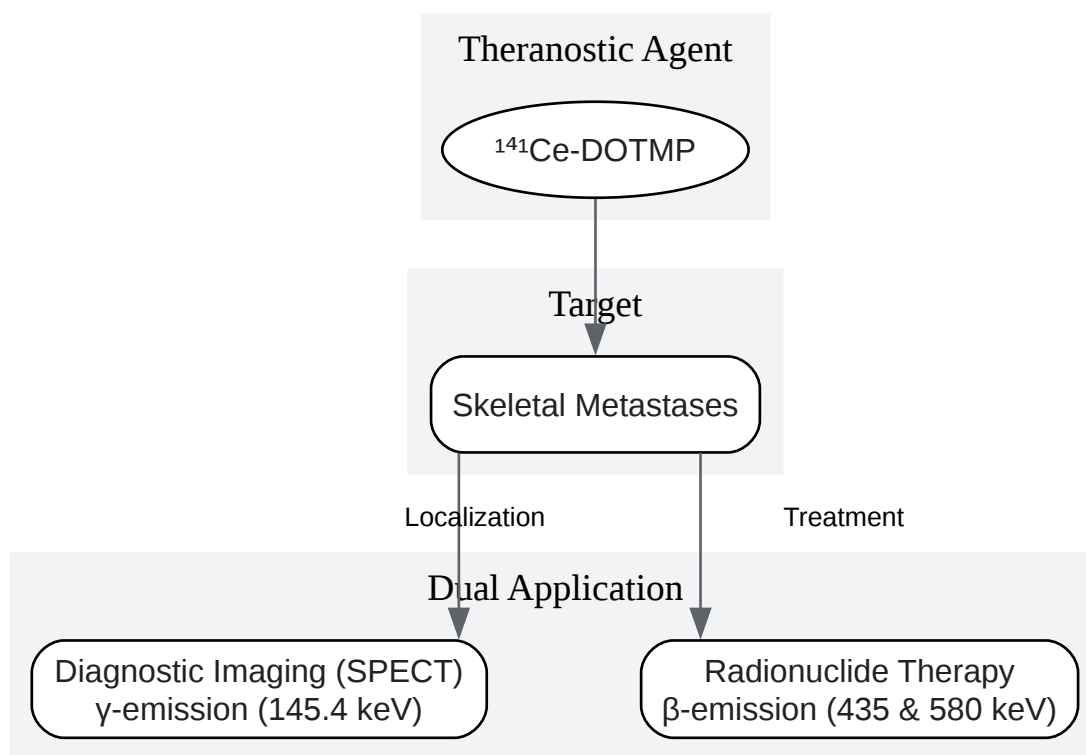 Theranostic Agent
¹⁴¹Ce-DOTMP
Target
Skeletal Metastases
Localization
Treatment
Dual Application
Diagnostic Imaging (SPECT)
γ-emission (145.4 keV)
Radionuclide Therapy
β-emission (435 & 580 keV)